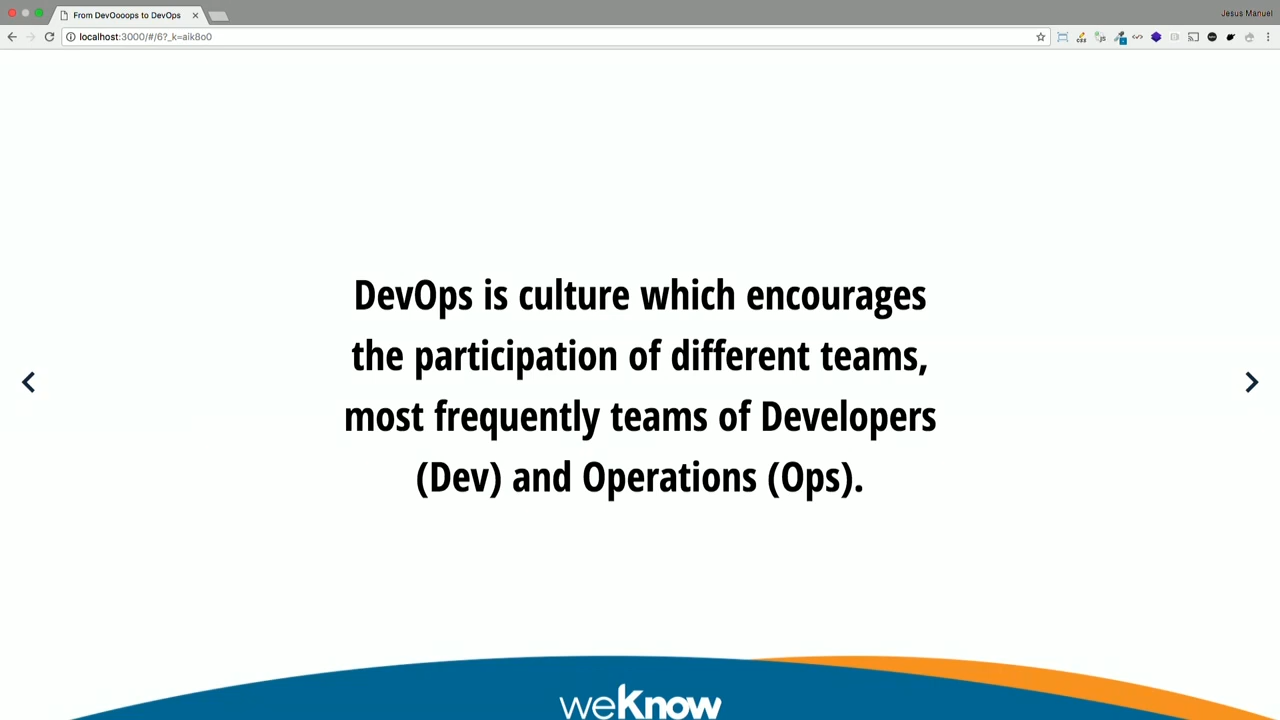 From DevOooops to DevOps
Jesus Manuel
localhost:3000/#/6?_k=aik8o0
DevOps is culture which encourages
the participation of different teams,
most frequently teams of Developers
(Dev) and Operations (Ops).
weKnow